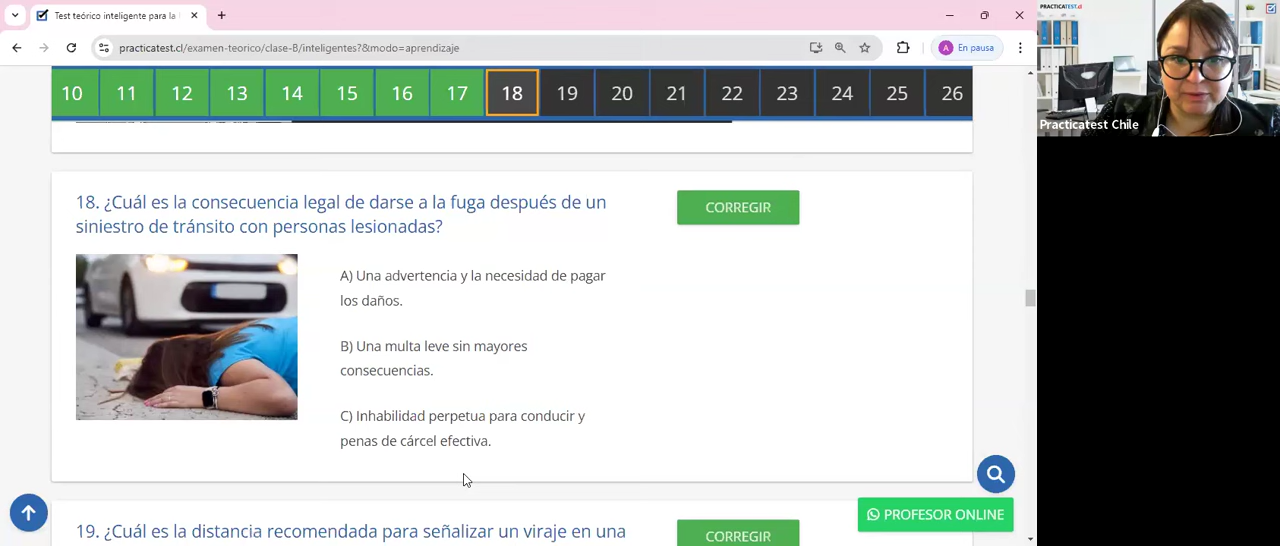 Test teórico inteligente para la
practicatest.cl/examen-teorico/clase-B/inteligentes?&modo=aprendizaje
A En pausa
10 11 12 13 14 15 16 17 18 19 20 21 22 23 24 25 26
18. ¿Cuál es la consecuencia legal de darse a la fuga después de un
siniestro de tránsito con personas lesionadas?
CORREGIR
A) Una advertencia y la necesidad de pagar
los daños.
B) Una multa leve sin mayores
consecuencias.
C) Inhabilidad perpetua para conducir y
penas de cárcel efectiva.
PROFESOR ONLINE
19. ¿Cuál es la distancia recomendada para señalizar un viraje en una
CORREGIR
PRACTICATEST.cl
Practicatest Chile